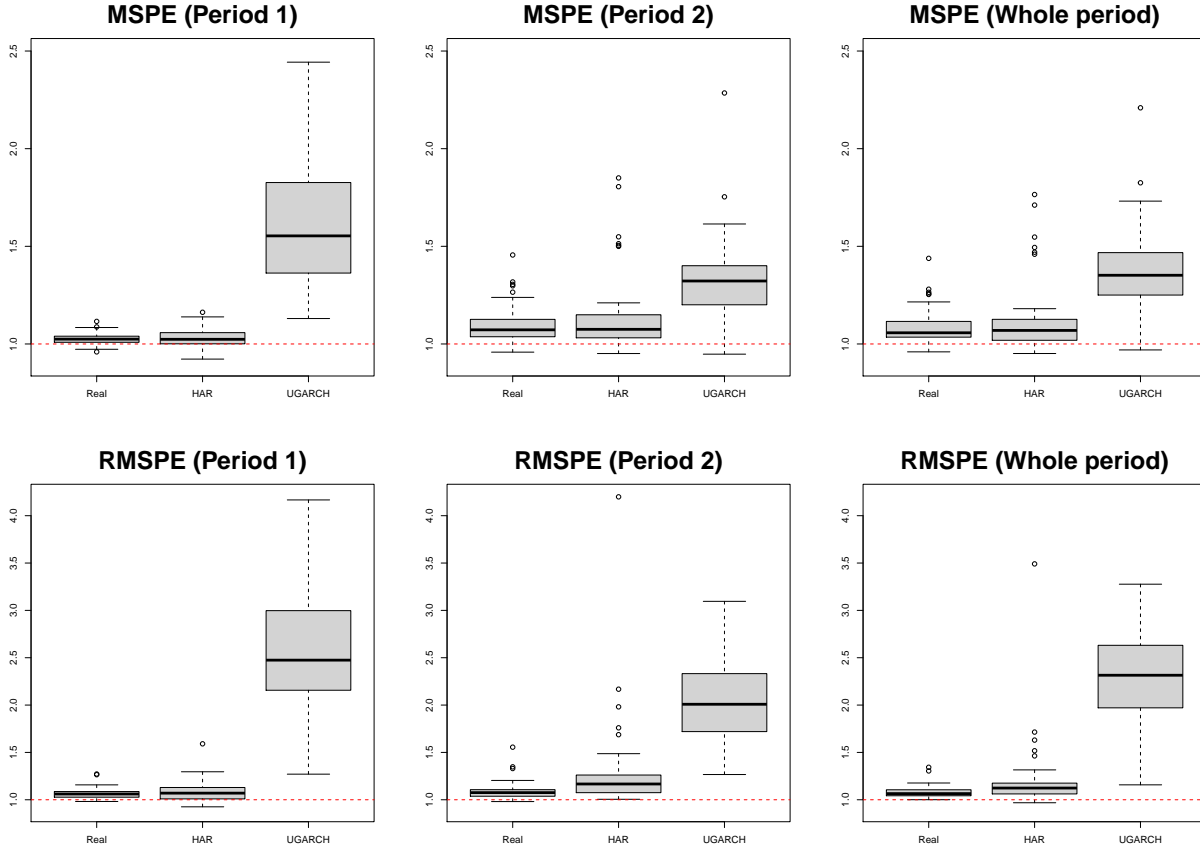 MSPE (Period 1)
MSPE (Period 2)
MSPE (Whole period)
2.5
2.0
1.5
1.0
Real HAR UGARCH
2.5
2.0
1.5
1.0
Real HAR UGARCH
2.5
2.0
1.5
1.0
Real HAR UGARCH
RMSPE (Period 1)
RMSPE (Period 2)
RMSPE (Whole period)
4.0
3.5
3.0
2.5
2.0
1.5
1.0
Real HAR UGARCH
4.0
3.5
3.0
2.5
2.0
1.5
1.0
Real HAR UGARCH
4.0
3.5
3.0
2.5
2.0
1.5
1.0
Real HAR UGARCH